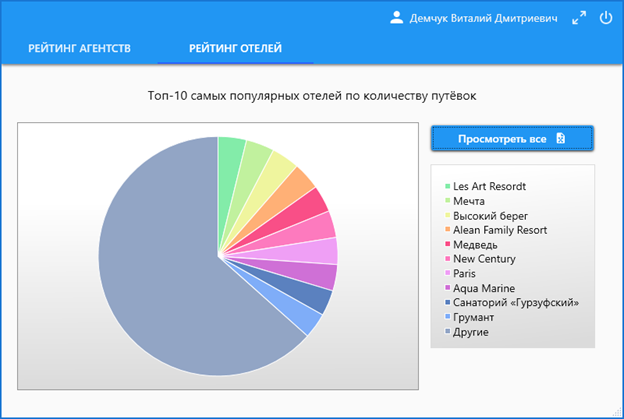 Демчук Виталий Дмитриевич
РЕЙТИНГ АГЕНТСТВ
РЕЙТИНГ ОТЕЛЕЙ
Топ-10 самых популярных отелей по количеству путёвок
Просмотреть все
Les Art Resordt
Мечта
Высокий берег
Alean Family Resort
Медведь
New Century
Paris
Aqua Marine
Санаторий «Гурзуфский»
Грумант
Другие